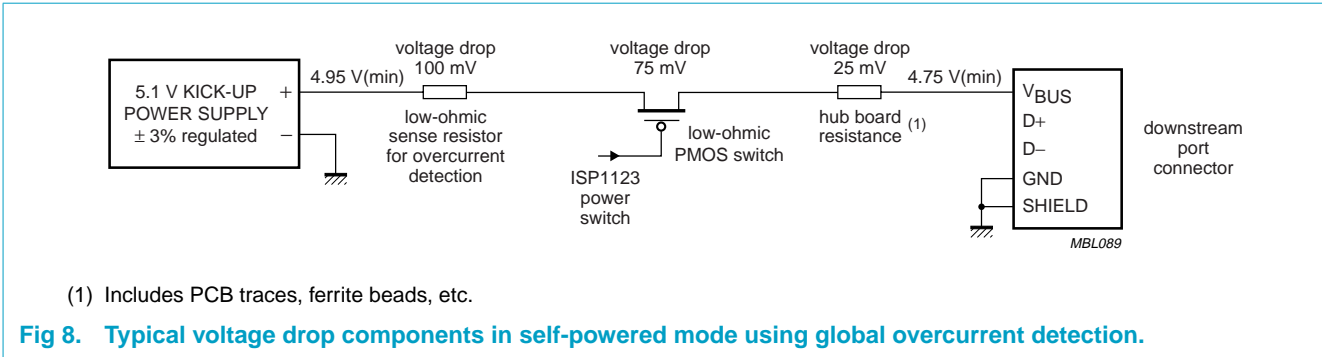 5.1 V KICK-UP
POWER SUPPLY
± 3% regulated
+
−
4.95 V(min)
voltage drop
100 mV
low-ohmic
sense resistor
for overcurrent
detection
voltage drop
75 mV
low-ohmic
PMOS switch
ISP1123
power
switch
voltage drop
25 mV
hub board
resistance (1)
4.75 V(min)
VBUS
D+
D−
GND
SHIELD
downstream
port
connector
MBL089
(1) Includes PCB traces, ferrite beads, etc.
Fig 8. Typical voltage drop components in self-powered mode using global overcurrent detection.